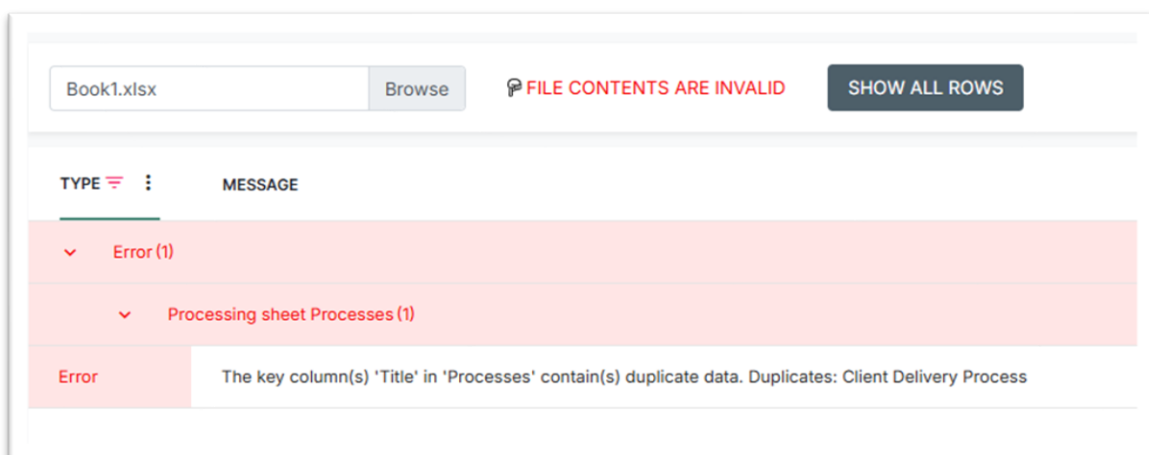 Book1.xlsx Browse FILE CONTENTS ARE INVALID SHOW ALL ROWS
TYPE MESSAGE
Error (1)
Processing sheet Processes (1)
Error The key column(s) 'Title' in 'Processes' contain(s) duplicate data. Duplicates: Client Delivery Process